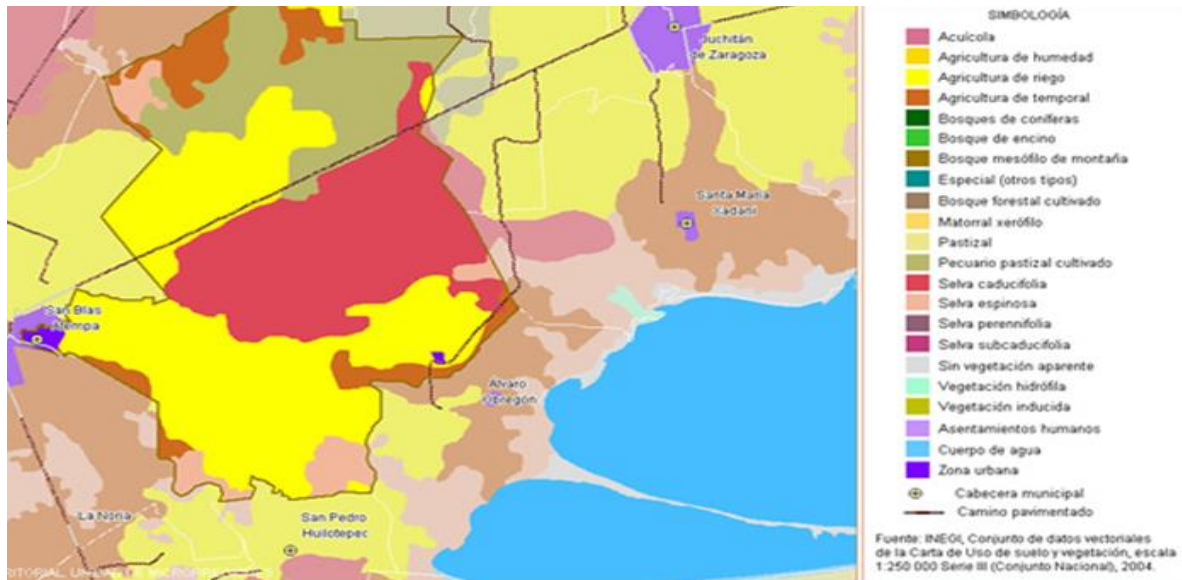 Juchitán
de Zaragoza
Santa María
Xadani
San Blas
Atempa
Alvaro
Obregón
La Noria
San Pedro
Huilotepec
SIMBOLOGÍA
Acuícola
Agricultura de humedad
Agricultura de riego
Agricultura de temporal
Bosques de coníferas
Bosque de encino
Bosque mesófilo de montaña
Especial (otros tipos)
Bosque forestal cultivado
Matorral xerófilo
Pastizal
Pecuario pastizal cultivado
Selva caducifolia
Selva espinosa
Selva perennifolia
Selva subcaducifolia
Sin vegetación aparente
Vegetación hidrófila
Vegetación inducida
Asentamientos humanos
Cuerpo de agua
Zona urbana
Cabecera municipal
Camino pavimentado
Fuente: INEGI, Conjunto de datos vectoriales
de la Carta de Uso de suelo y vegetación, escala
1:250 000 Serie III (Conjunto Nacional), 2004.